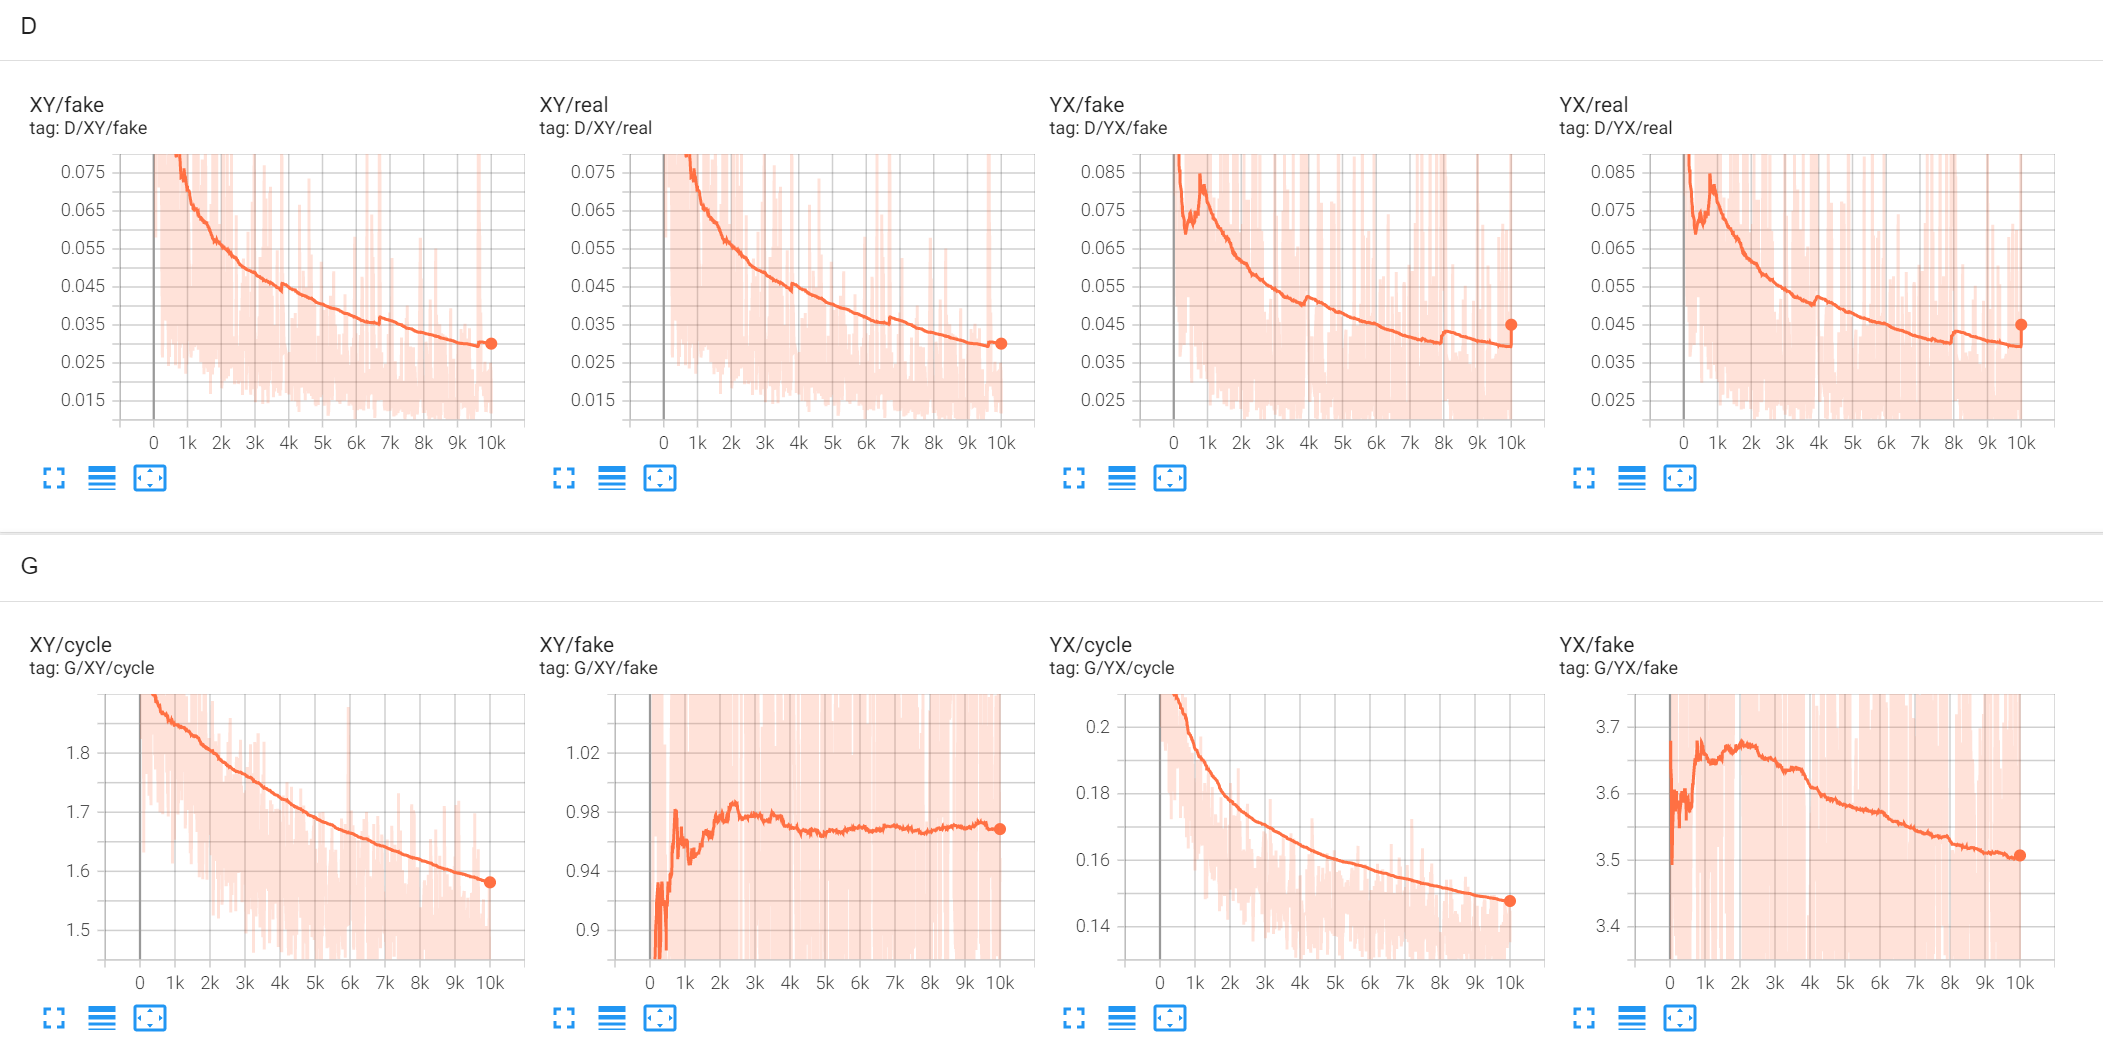 D
XY/fake
tag: D/XY/fake
0.075
0.065
0.055
0.045
0.035
0.025
0.015
0 1k 2k 3k 4k 5k 6k 7k 8k 9k 10k
XY/real
tag: D/XY/real
0.075
0.065
0.055
0.045
0.035
0.025
0.015
0 1k 2k 3k 4k 5k 6k 7k 8k 9k 10k
YX/fake
tag: D/YX/fake
0.085
0.075
0.065
0.055
0.045
0.035
0.025
0 1k 2k 3k 4k 5k 6k 7k 8k 9k 10k
YX/real
tag: D/YX/real
0.085
0.075
0.065
0.055
0.045
0.035
0.025
0 1k 2k 3k 4k 5k 6k 7k 8k 9k 10k
G
XY/cycle
tag: G/XY/cycle
1.8
1.7
1.6
1.5
0 1k 2k 3k 4k 5k 6k 7k 8k 9k 10k
XY/fake
tag: G/XY/fake
1.02
0.98
0.94
0.9
0 1k 2k 3k 4k 5k 6k 7k 8k 9k 10k
YX/cycle
tag: G/YX/cycle
0.2
0.18
0.16
0.14
0 1k 2k 3k 4k 5k 6k 7k 8k 9k 10k
YX/fake
tag: G/YX/fake
3.7
3.6
3.5
3.4
0 1k 2k 3k 4k 5k 6k 7k 8k 9k 10k